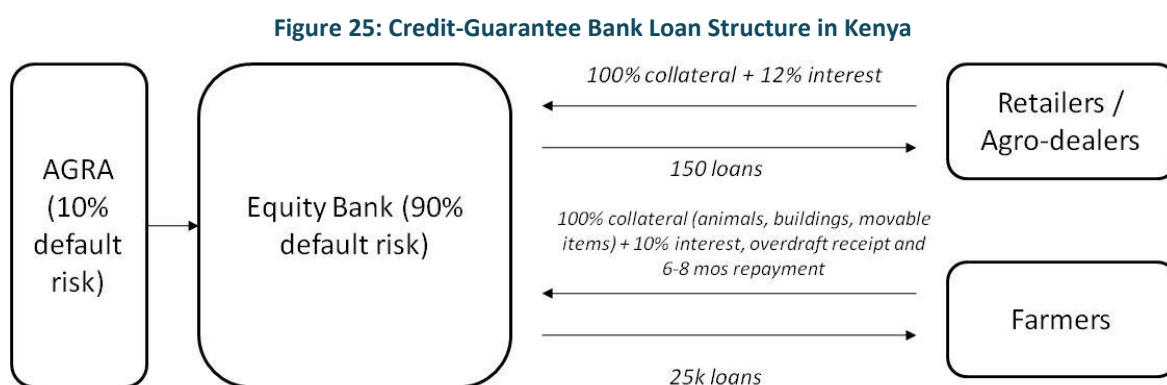 Figure 25: Credit-Guarantee Bank Loan Structure in Kenya
AGRA
(10%
default
risk)
Equity Bank (90%
default risk)
100% collateral + 12% interest
150 loans
Retailers /
Agro-dealers
100% collateral (animals, buildings, movable
items) + 10% interest, overdraft receipt and
6-8 mos repayment
25k loans
Farmers